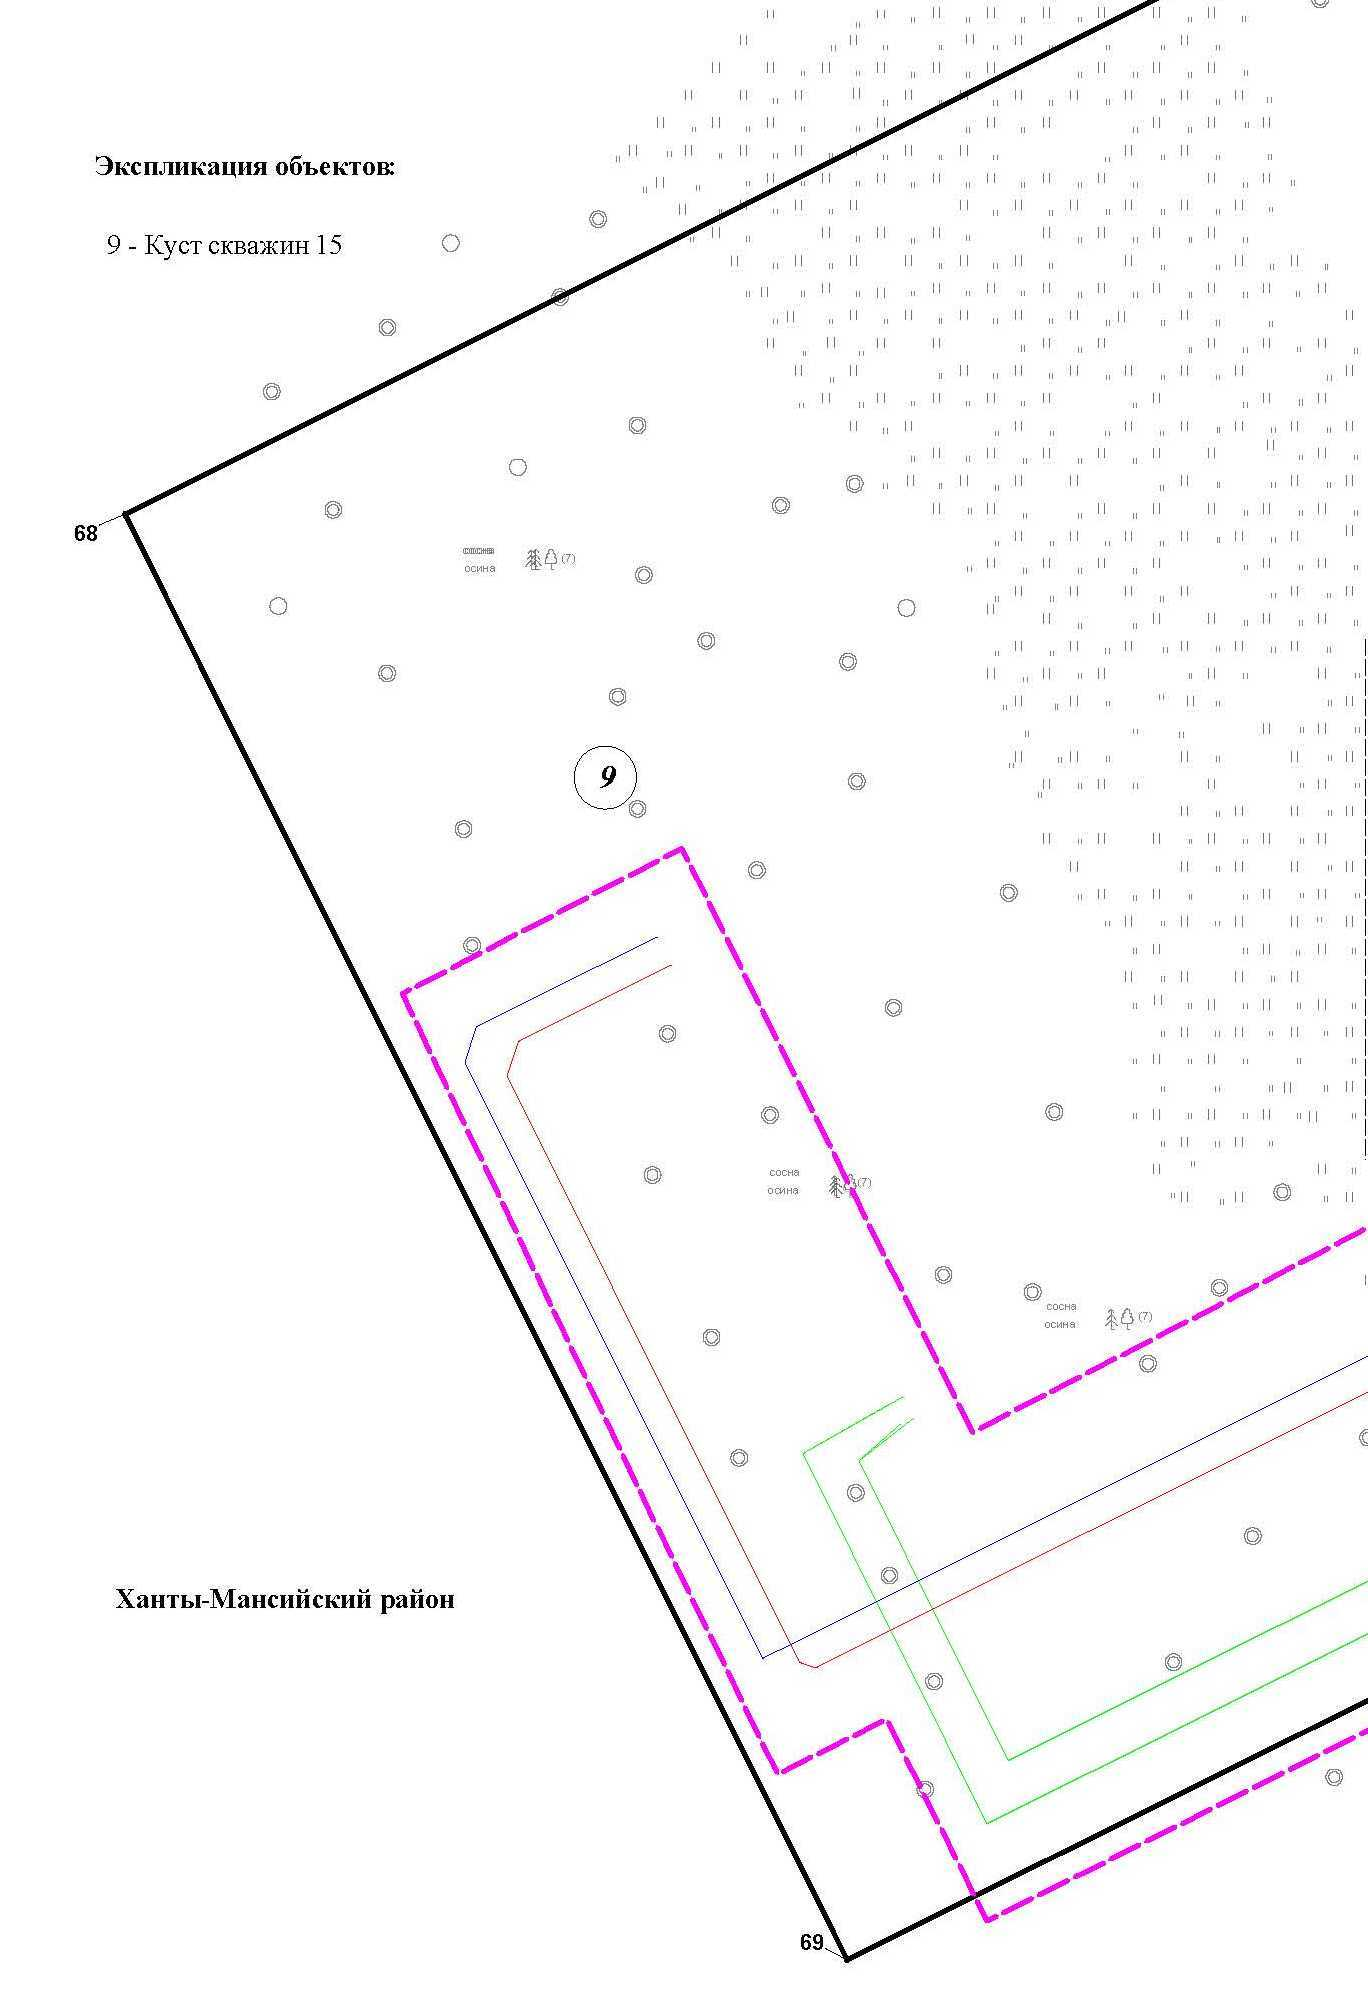 Экспликация объектов:
9 - Куст скважин 15
68
сосна
осина
(7)
9
сосна
осина
(7)
сосна
осина
(7)
Ханты-Мансийский район
69